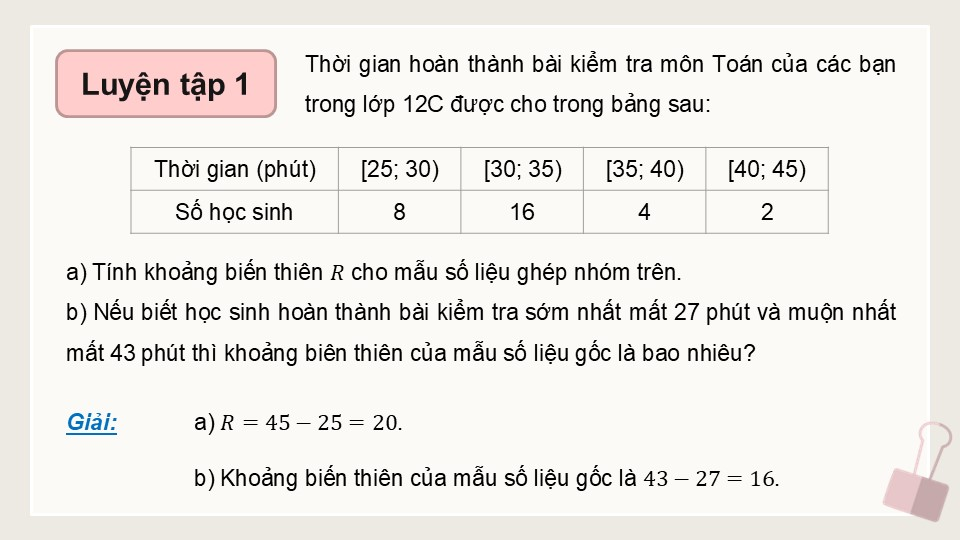 Luyện tập 1
Thời gian hoàn thành bài kiểm tra môn Toán của các bạn
trong lớp 12C được cho trong bảng sau:
Thời gian (phút) [25; 30) [30; 35) [35; 40) [40; 45)
Số học sinh 8 16 4 2
a) Tính khoảng biến thiên 𝑅 cho mẫu số liệu ghép nhóm trên.
b) Nếu biết học sinh hoàn thành bài kiểm tra sớm nhất mất 27 phút và muộn nhất
mất 43 phút thì khoảng biên thiên của mẫu số liệu gốc là bao nhiêu?
Giải: a) 𝑅 = 45 − 25 = 20.
b) Khoảng biến thiên của mẫu số liệu gốc là 43 − 27 = 16.